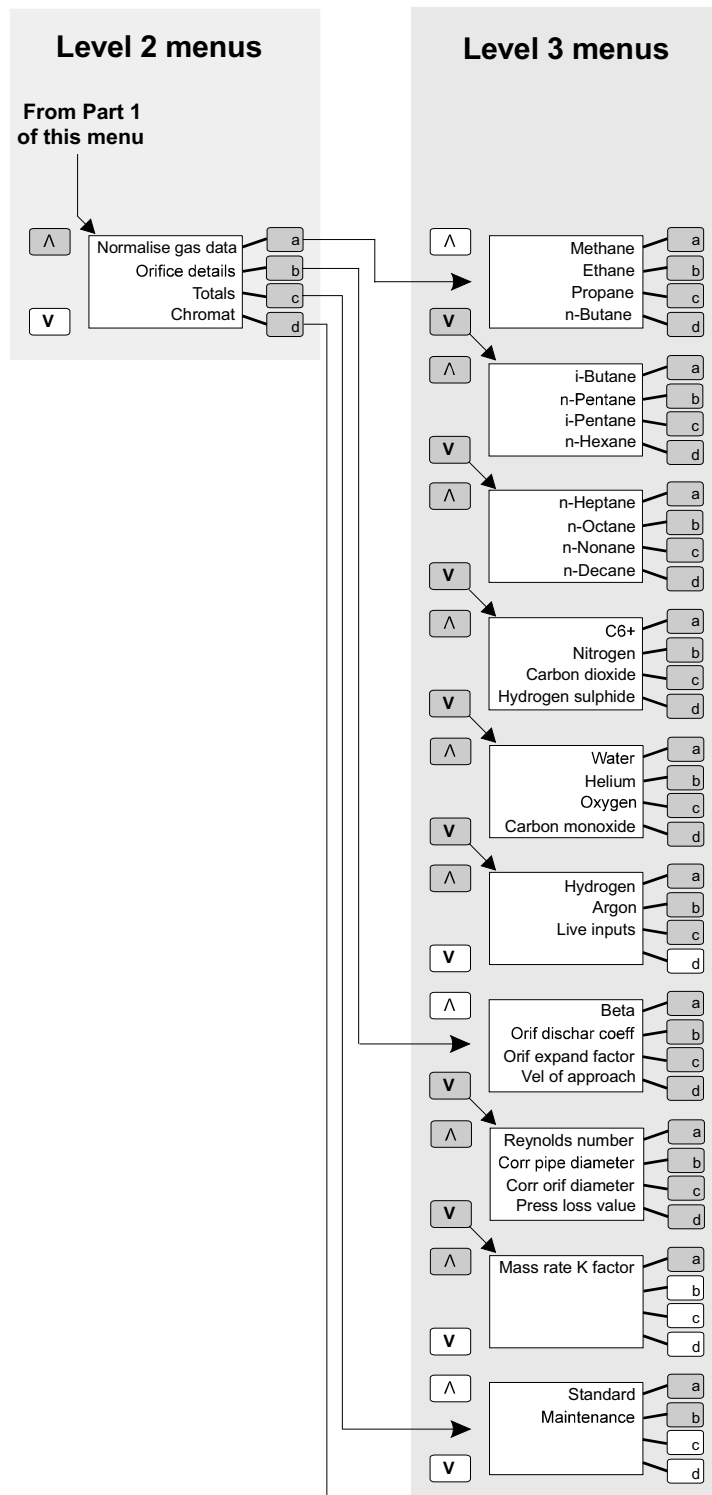 Level 2 menus
From Part 1
of this menu
Λ
V
Normalise gas data a
Orifice details b
Totals c
Chromat d
Level 3 menus
Λ
Methane a
Ethane b
Propane c
n-Butane d
V
Λ
i-Butane a
n-Pentane b
i-Pentane c
n-Hexane d
V
Λ
n-Heptane a
n-Octane b
n-Nonane c
n-Decane d
V
Λ
C6+ a
Nitrogen b
Carbon dioxide c
Hydrogen sulphide d
V
Λ
Water a
Helium b
Oxygen c
Carbon monoxide d
V
Λ
Hydrogen a
Argon b
Live inputs c
d
V
Λ
Beta a
Orif dischar coeff b
Orif expand factor c
Vel of approach d
V
Λ
Reynolds number a
Corr pipe diameter b
Corr orif diameter c
Press loss value d
V
Λ
Mass rate K factor a
b
c
d
V
Λ
Standard a
Maintenance b
c
d
V